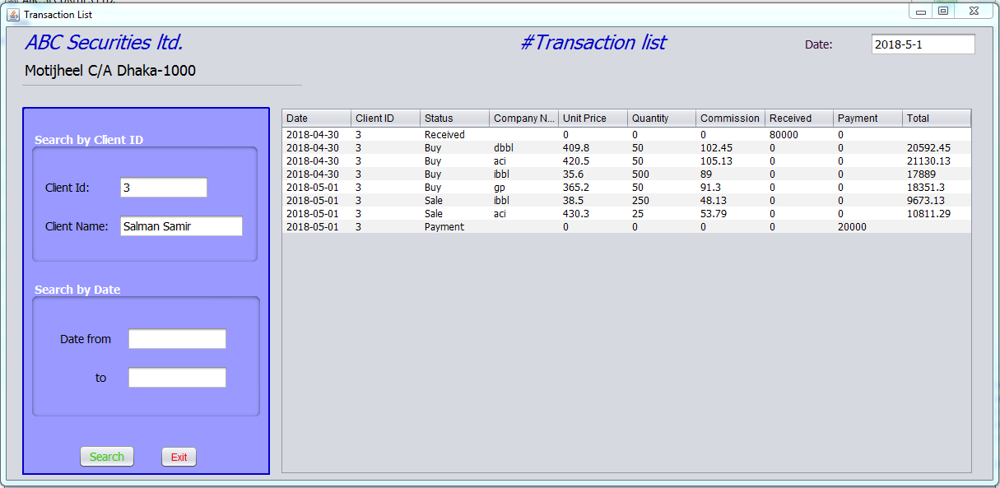 Transaction List
ABC Securities ltd.
#Transaction list
Date: 2018-5-1
Motijheel C/A Dhaka-1000
Search by Client ID
Client Id: 3
Client Name: Salman Samir
Search by Date
Date from
to
Search Exit
Date Client ID Status Company N... Unit Price Quantity Commission Received Payment Total
2018-04-30 3 Received 0 0 0 80000 0
2018-04-30 3 Buy dbbl 409.8 50 102.45 0 0 20592.45
2018-04-30 3 Buy aci 420.5 50 105.13 0 0 21130.13
2018-04-30 3 Buy ibbl 35.6 500 89 0 0 17889
2018-05-01 3 Buy gp 365.2 50 91.3 0 0 18351.3
2018-05-01 3 Sale ibbl 38.5 250 48.13 0 0 9673.13
2018-05-01 3 Sale aci 430.3 25 53.79 0 0 10811.29
2018-05-01 3 Payment 0 0 0 0 20000